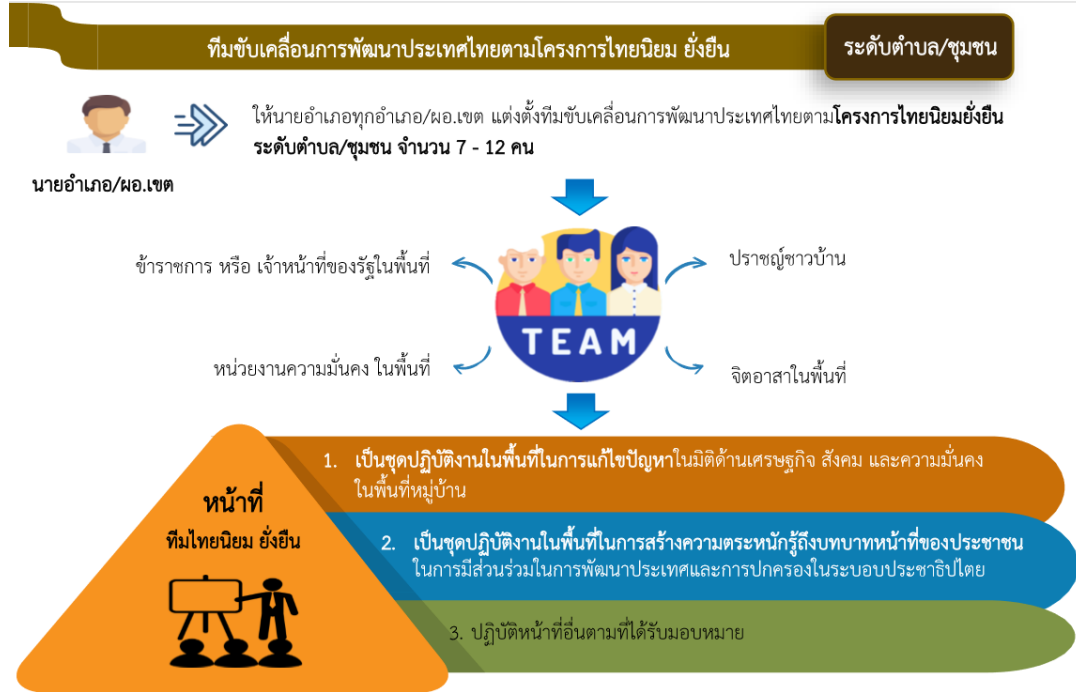 ทีมขับเคลื่อนการพัฒนาประเทศไทยตามโครงการไทยนิยม ยั่งยืน
ระดับตำบล/ชุมชน
ให้นายอำเภอทุกอำเภอ/ผอ.เขต แต่งตั้งทีมขับเคลื่อนการพัฒนาประเทศไทยตามโครงการไทยนิยมยั่งยืน
ระดับตำบล/ชุมชน จำนวน 7 - 12 คน
นายอำเภอ/ผอ.เขต
ข้าราชการ หรือ เจ้าหน้าที่ของรัฐในพื้นที่
ปราชญ์ชาวบ้าน
TEAM
หน่วยงานความมั่นคง ในพื้นที่
จิตอาสาในพื้นที่
หน้าที่
ทีมไทยนิยม ยั่งยืน
1. เป็นชุดปฏิบัติงานในพื้นที่ในการแก้ไขปัญหาในมิติด้านเศรษฐกิจ สังคม และความมั่นคง
ในพื้นที่หมู่บ้าน
2. เป็นชุดปฏิบัติงานในพื้นที่ในการสร้างความตระหนักรู้ถึงบทบาทหน้าที่ของประชาชน
ในการมีส่วนร่วมในการพัฒนาประเทศและการปกครองในระบอบประชาธิปไตย
3. ปฏิบัติหน้าที่อื่นตามที่ได้รับมอบหมาย